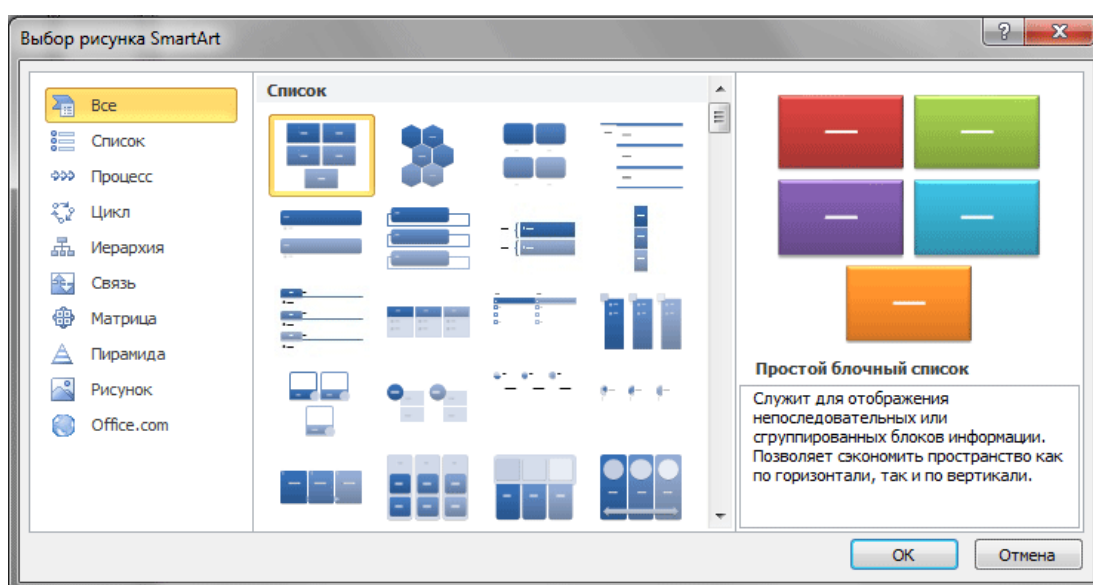 Выбор рисунка SmartArt
Все
Список
Процесс
Цикл
Иерархия
Связь
Матрица
Пирамида
Рисунок
Office.com
Список
Простой блочный список
Служит для отображения
непоследовательных или
сгруппированных блоков информации.
Позволяет сэкономить пространство как
по горизонтали, так и по вертикали.
ОК
Отмена